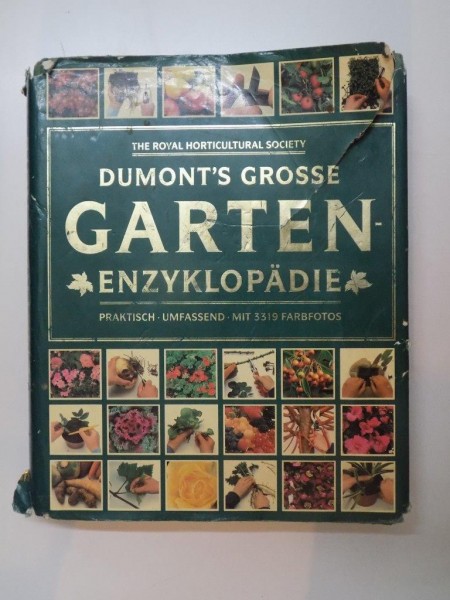 THE ROYAL HORTICULTURAL SOCIETY
DUMONT'S GROSSE
GARTEN-
ENZYKLOPÄDIE
PRAKTISCH · UMFASSEND · MIT 3319 FARBFOTOS